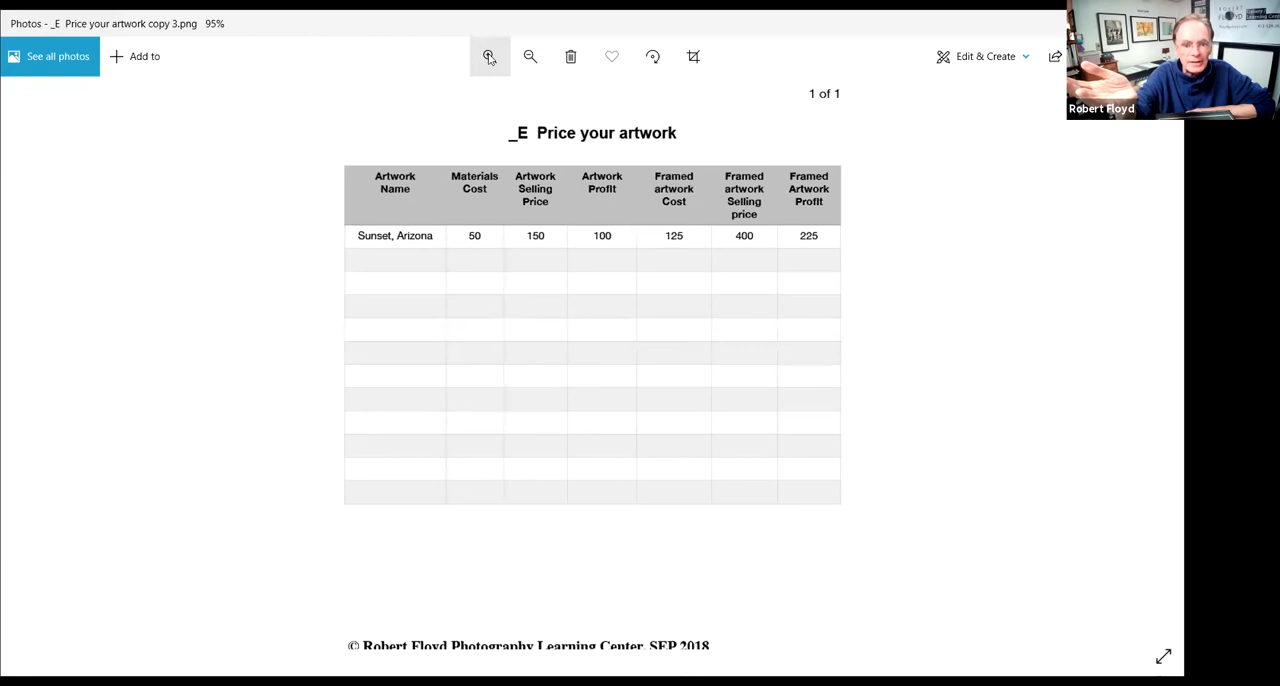 Photos - _E Price your artwork copy 3.png 95%
See all photos
Add to
Edit & Create
Robert Floyd
1 of 1
_E Price your artwork
Artwork Name
Materials Cost
Artwork Selling Price
Artwork Profit
Framed artwork Cost
Framed artwork Selling price
Framed Artwork Profit
Sunset, Arizona 50 150 100 125 400 225
© Robert Floyd Photography Learning Center, SEP 2018